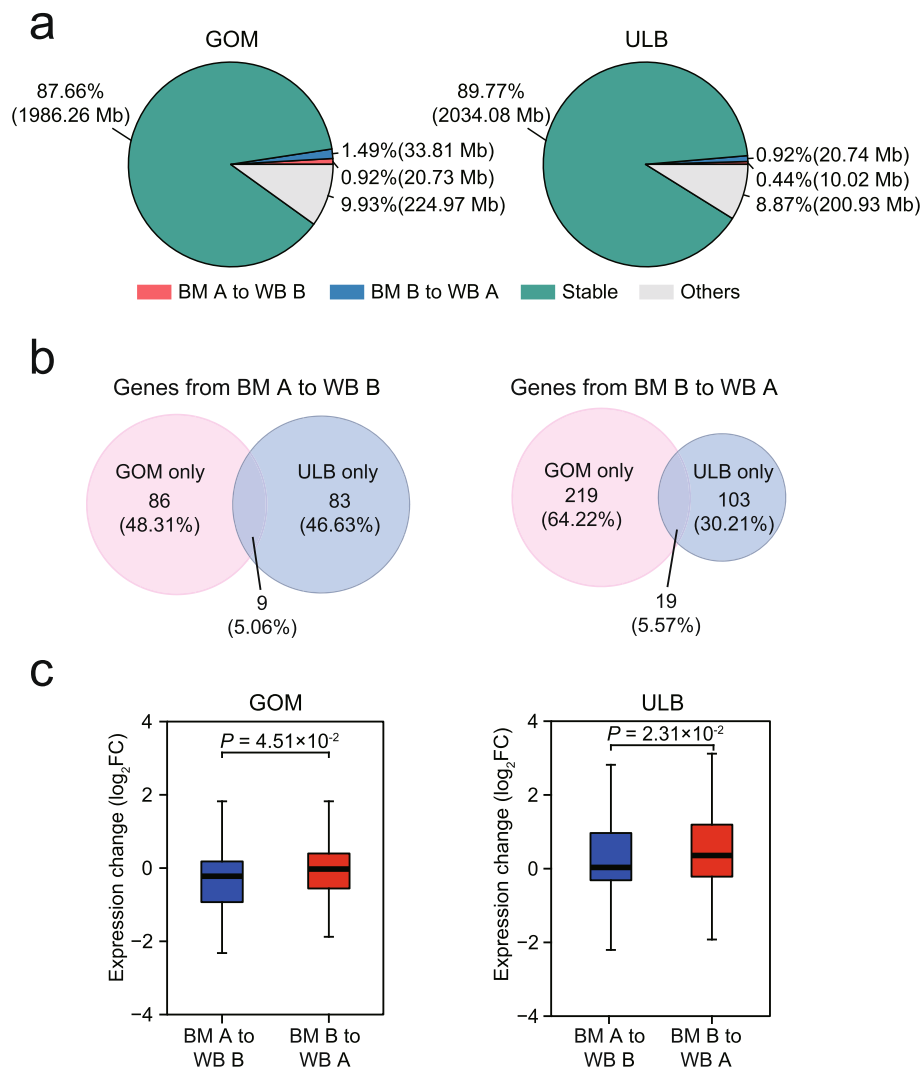 a
GOM
ULB
87.66%
(1986.26 Mb)
1.49%(33.81 Mb)
0.92%(20.73 Mb)
9.93%(224.97 Mb)
89.77%
(2034.08 Mb)
0.92%(20.74 Mb)
0.44%(10.02 Mb)
8.87%(200.93 Mb)
BM A to WB B
BM B to WB A
Stable
Others
b
Genes from BM A to WB B
GOM only
86
(48.31%)
ULB only
83
(46.63%)
9
(5.06%)
Genes from BM B to WB A
GOM only
219
(64.22%)
ULB only
103
(30.21%)
19
(5.57%)
c
GOM
Expression change (log₂FC)
4
2
0
−2
−4
P = 4.51×10⁻²
BM A to
WB B
BM B to
WB A
ULB
Expression change (log₂FC)
4
2
0
−2
−4
P = 2.31×10⁻²
BM A to
WB B
BM B to
WB A